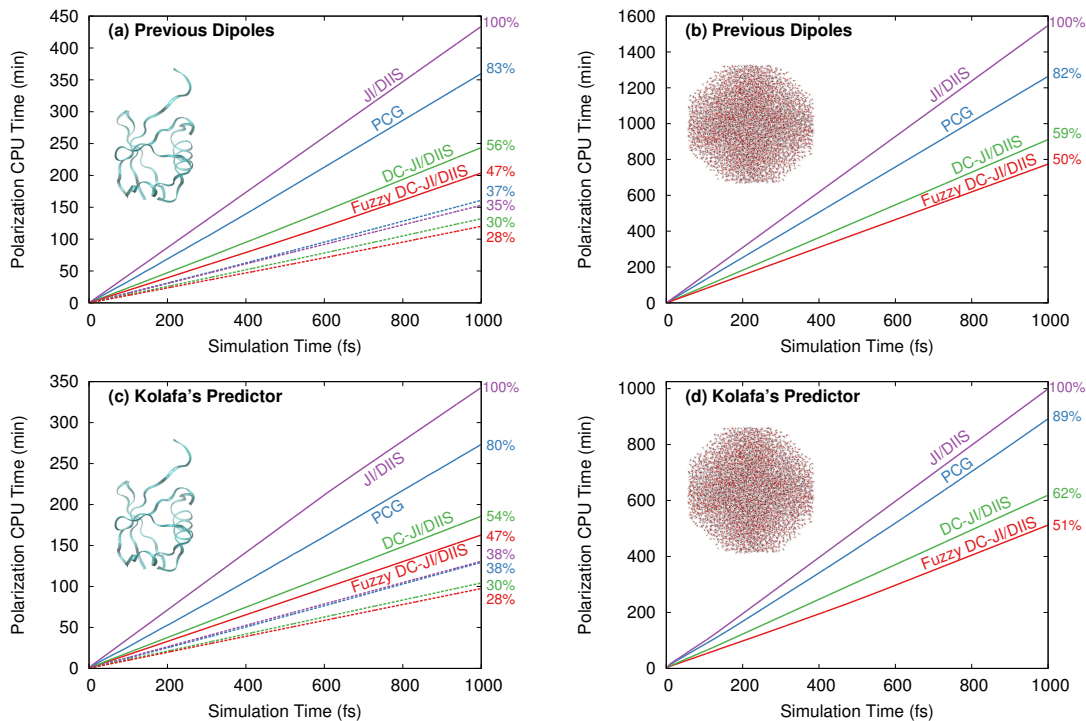 (a) Previous Dipoles
Polarization CPU Time (min)
450
400
350
300
250
200
150
100
50
0
0 200 400 600 800 1000
Simulation Time (fs)
JI/DIIS
PCG
DC-JI/DIIS
Fuzzy DC-JI/DIIS
100%
83%
56%
47%
37%
35%
30%
28%
(b) Previous Dipoles
Polarization CPU Time (min)
1600
1400
1200
1000
800
600
400
200
0
0 200 400 600 800 1000
Simulation Time (fs)
JI/DIIS
PCG
DC-JI/DIIS
Fuzzy DC-JI/DIIS
100%
82%
59%
50%
(c) Kolafa's Predictor
Polarization CPU Time (min)
350
300
250
200
150
100
50
0
0 200 400 600 800 1000
Simulation Time (fs)
JI/DIIS
PCG
DC-JI/DIIS
Fuzzy DC-JI/DIIS
100%
80%
54%
47%
38%
38%
30%
28%
(d) Kolafa's Predictor
Polarization CPU Time (min)
1000
800
600
400
200
0
0 200 400 600 800 1000
Simulation Time (fs)
JI/DIIS
PCG
DC-JI/DIIS
Fuzzy DC-JI/DIIS
100%
89%
62%
51%